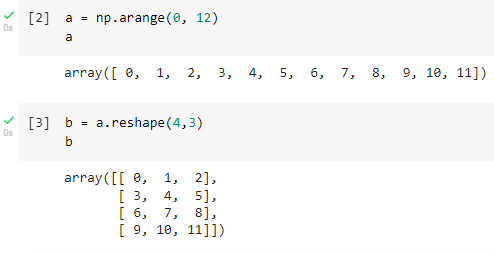 [2] a = np.arange(0, 12)
a
0s
array([ 0,  1,  2,  3,  4,  5,  6,  7,  8,  9, 10, 11])
[3] b = a.reshape(4,3)
b
0s
array([[ 0,  1,  2],
       [ 3,  4,  5],
       [ 6,  7,  8],
       [ 9, 10, 11]])